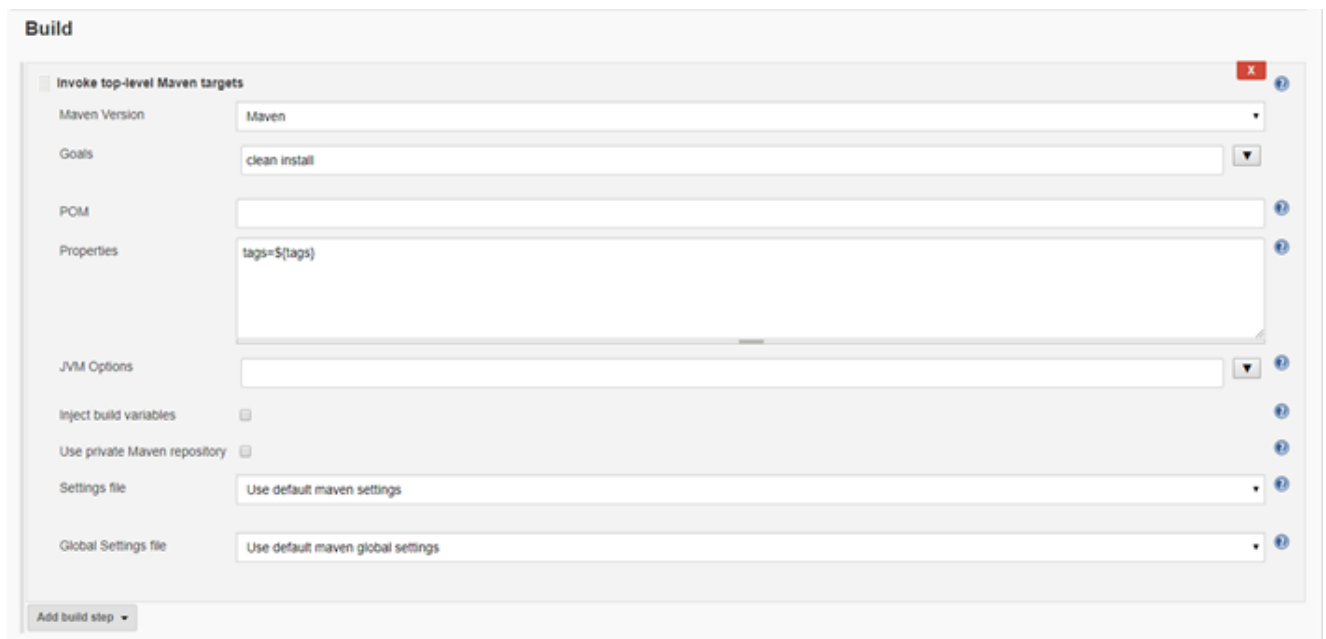 Build
Invoke top-level Maven targets
X
Maven Version
Maven
Goals
clean install
POM
Properties
tags=${tags}
JVM Options
Inject build variables
Use private Maven repository
Settings file
Use default maven settings
Global Settings file
Use default maven global settings
Add build step